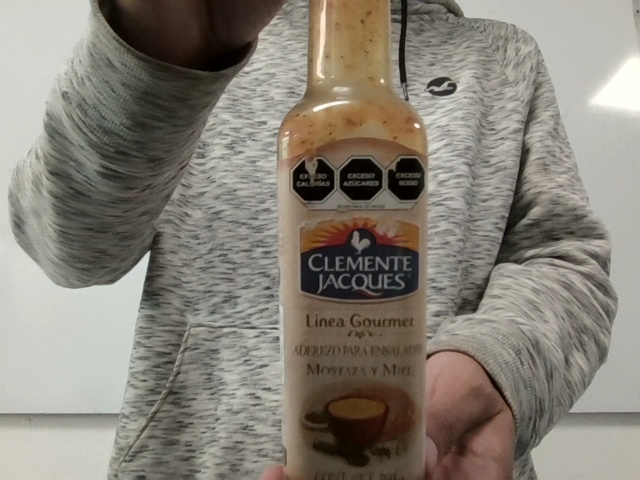 EXCESO CALORÍAS
EXCESO AZÚCARES
EXCESO SODIO
CLEMENTE
JACQUES
Línea Gourmet
ADEREZO PARA ENSALADAS
MOSTAZA Y MIEL